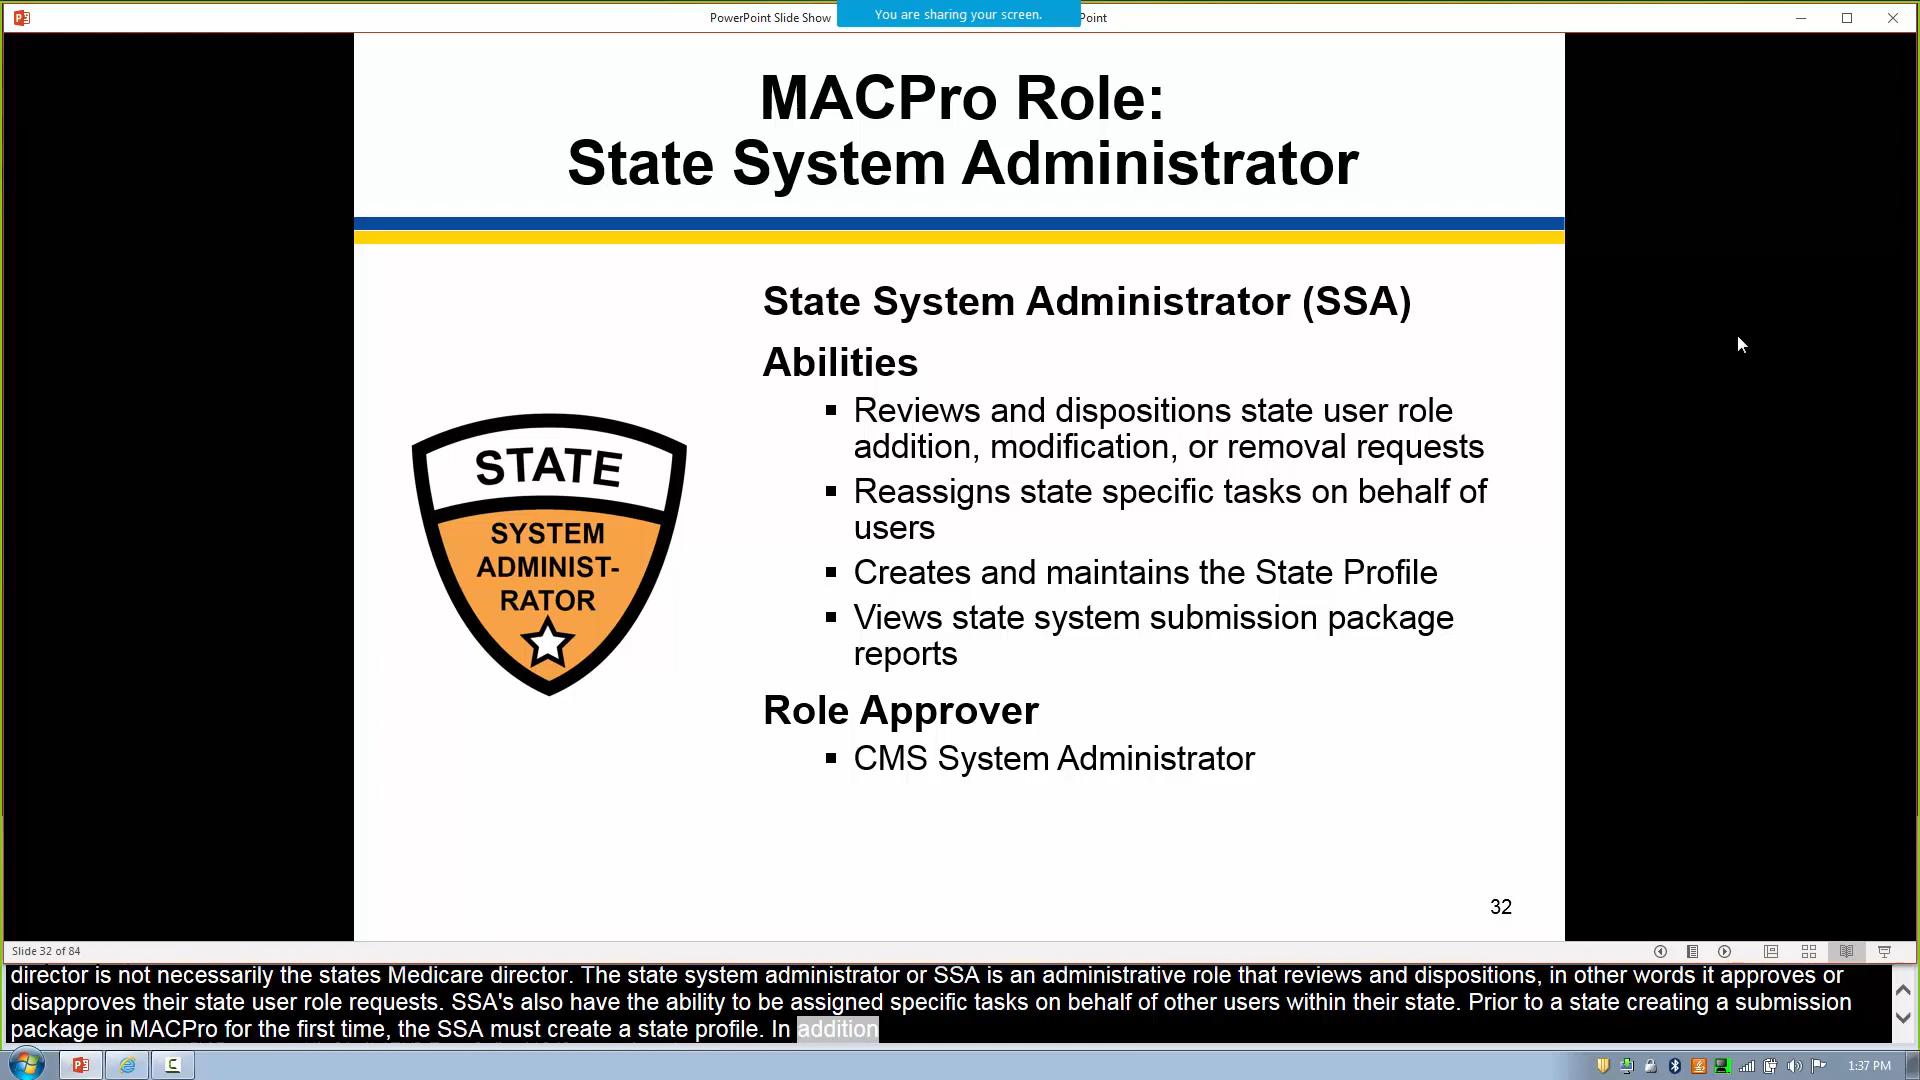 PowerPoint Slide Show
You are sharing your screen.
Point
MACPro Role:
State System Administrator
State System Administrator (SSA)
Abilities
▪ Reviews and dispositions state user role
addition, modification, or removal requests
▪ Reassigns state specific tasks on behalf of
users
▪ Creates and maintains the State Profile
▪ Views state system submission package
reports
Role Approver
▪ CMS System Administrator
STATE
SYSTEM
ADMINIST-
RATOR
32
Slide 32 of 84
director is not necessarily the states Medicare director. The state system administrator or SSA is an administrative role that reviews and dispositions, in other words it approves or
disapproves their state user role requests. SSA's also have the ability to be assigned specific tasks on behalf of other users within their state. Prior to a state creating a submission
package in MACPro for the first time, the SSA must create a state profile. In addition
1:37 PM